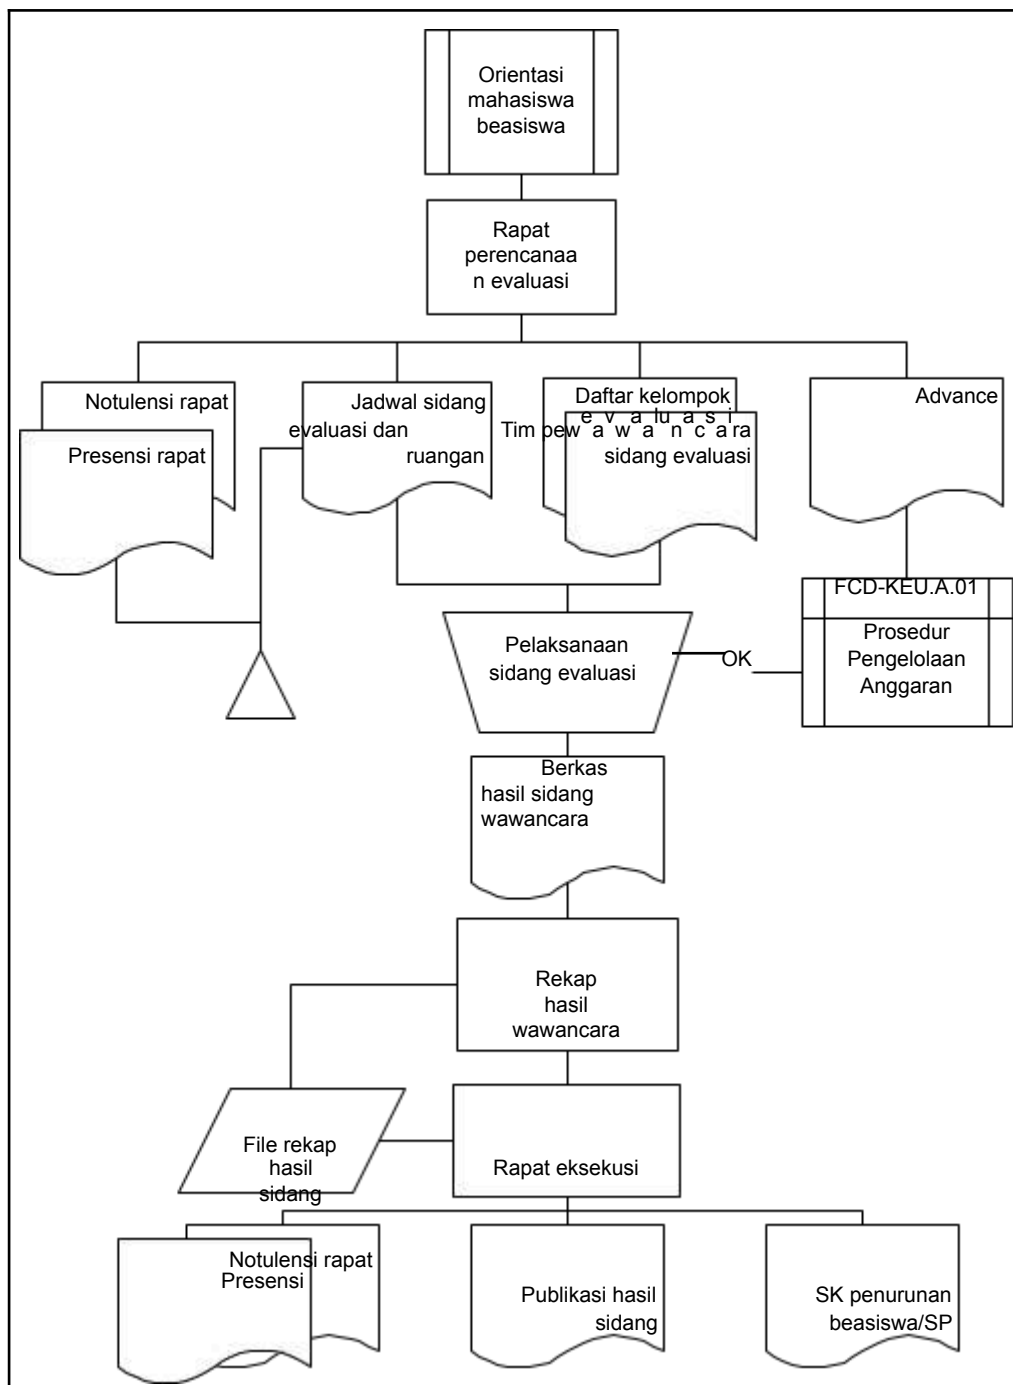 Orientasi
mahasiswa
beasiswa
Rapat
perencanaa
n evaluasi
Notulensi rapat
Presensi rapat
Jadwal sidang
evaluasi dan
ruangan
Daftar kelompok
evaluasi
Tim pewawancara
sidang evaluasi
Advance
FCD-KEU.A.01
Prosedur
Pengelolaan
Anggaran
Pelaksanaan
sidang evaluasi
OK
Berkas
hasil sidang
wawancara
Rekap
hasil
wawancara
File rekap
hasil
sidang
Rapat eksekusi
Notulensi rapat
Presensi
Publikasi hasil
sidang
SK penurunan
beasiswa/SP